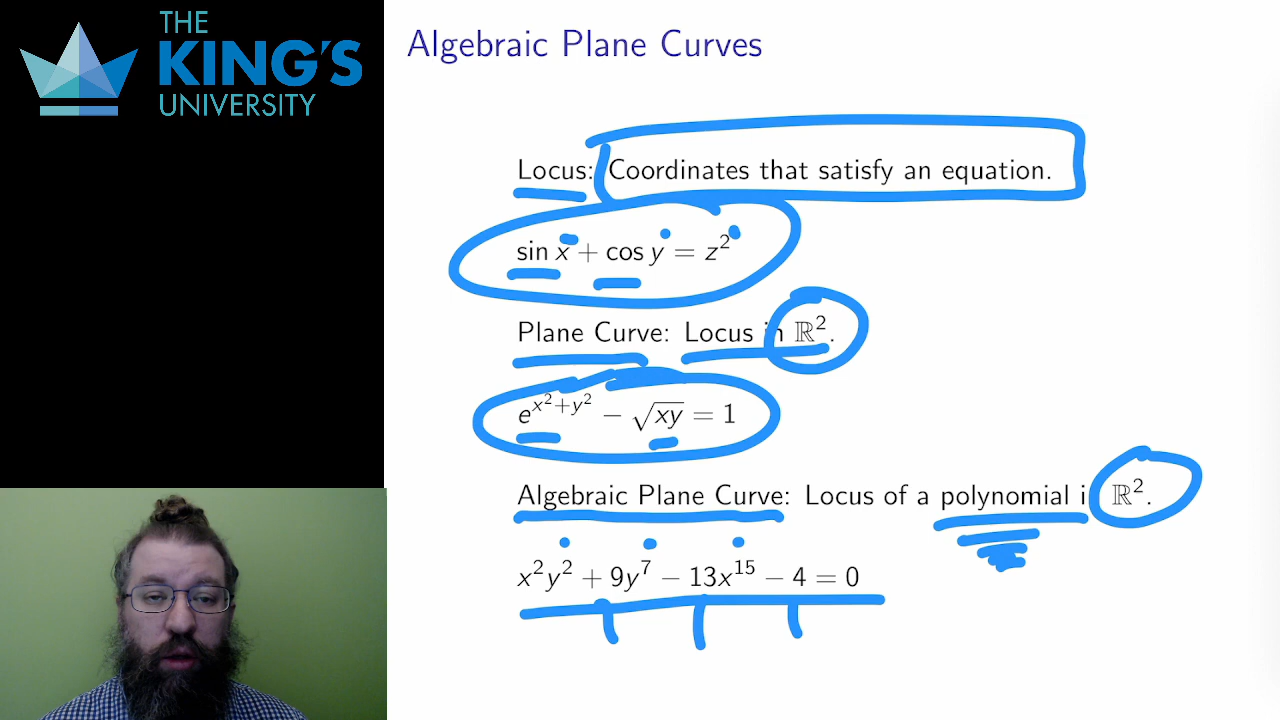 THE
KING'S
UNIVERSITY
Algebraic Plane Curves
Locus: Coordinates that satisfy an equation.
sin x + cos y = z²
Plane Curve: Locus in ℝ².
e^{x²+y²} − √xy = 1
Algebraic Plane Curve: Locus of a polynomial i ℝ².
x²y² + 9y⁷ − 13x¹⁵ − 4 = 0